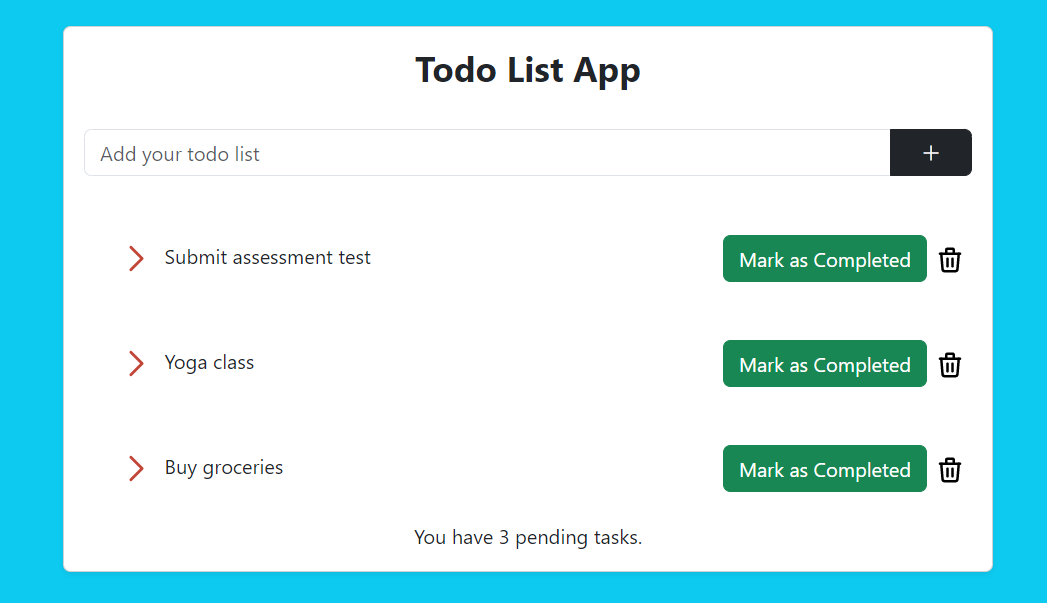 Todo List App
Add your todo list
Submit assessment test Mark as Completed
Yoga class Mark as Completed
Buy groceries Mark as Completed
You have 3 pending tasks.